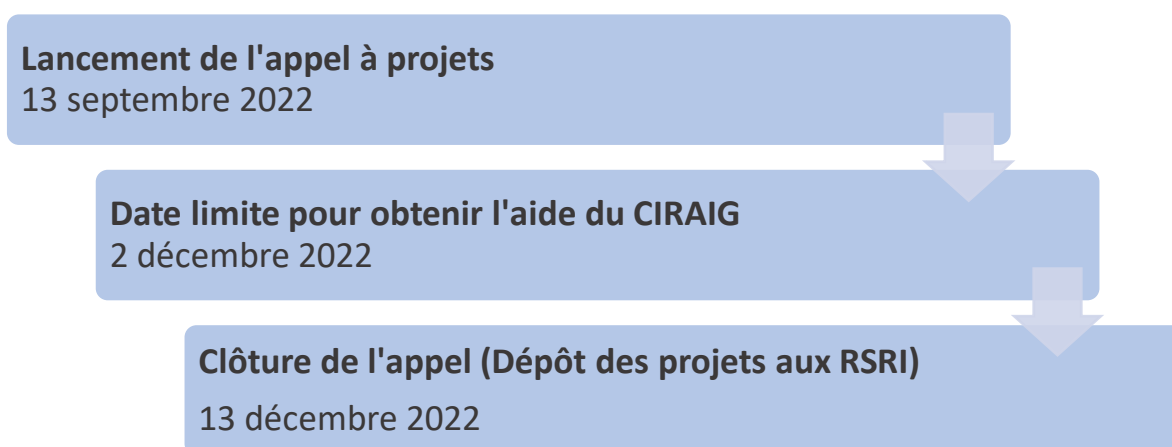 Lancement de l'appel à projets
13 septembre 2022
Date limite pour obtenir l'aide du CIRAIG
2 décembre 2022
Clôture de l'appel (Dépôt des projets aux RSRI)
13 décembre 2022